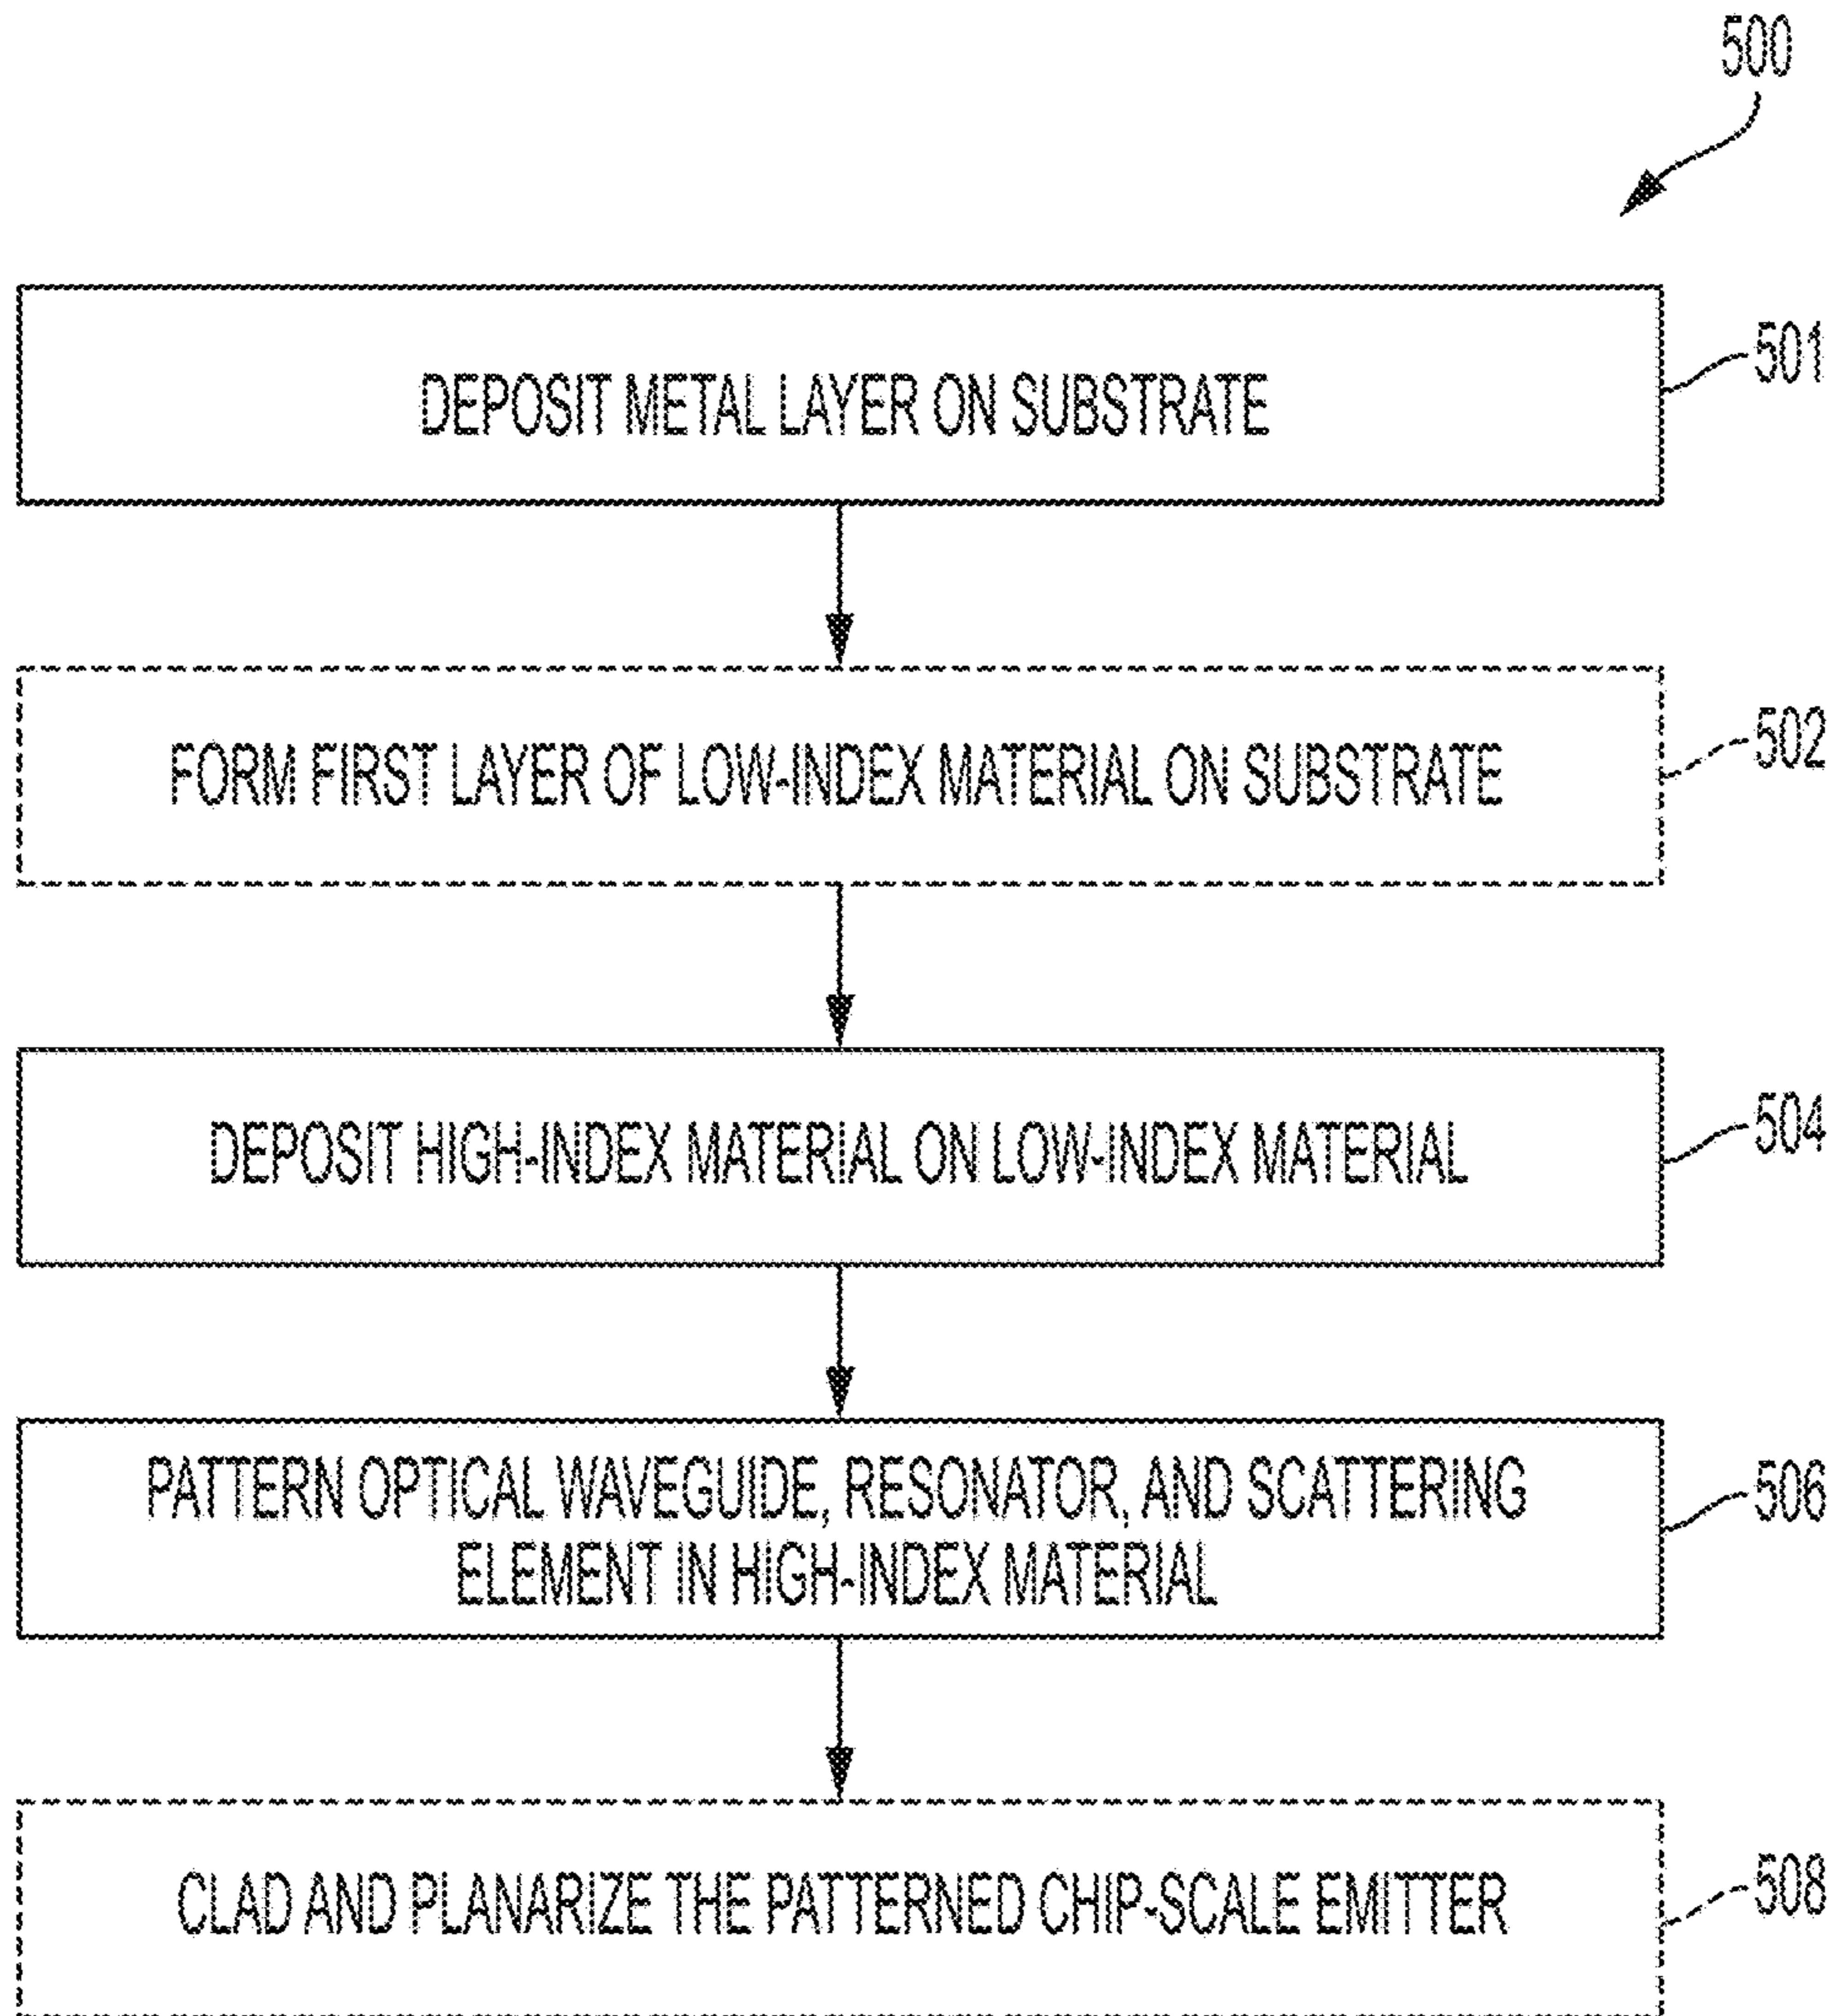 500
DEPOSIT METAL LAYER ON SUBSTRATE
501
FORM FIRST LAYER OF LOW-INDEX MATERIAL ON SUBSTRATE
502
DEPOSIT HIGH-INDEX MATERIAL ON LOW-INDEX MATERIAL
504
PATTERN OPTICAL WAVEGUIDE, RESONATOR, AND SCATTERING
ELEMENT IN HIGH-INDEX MATERIAL
506
CLAD AND PLANARIZE THE PATTERNED CHIP-SCALE EMITTER
508